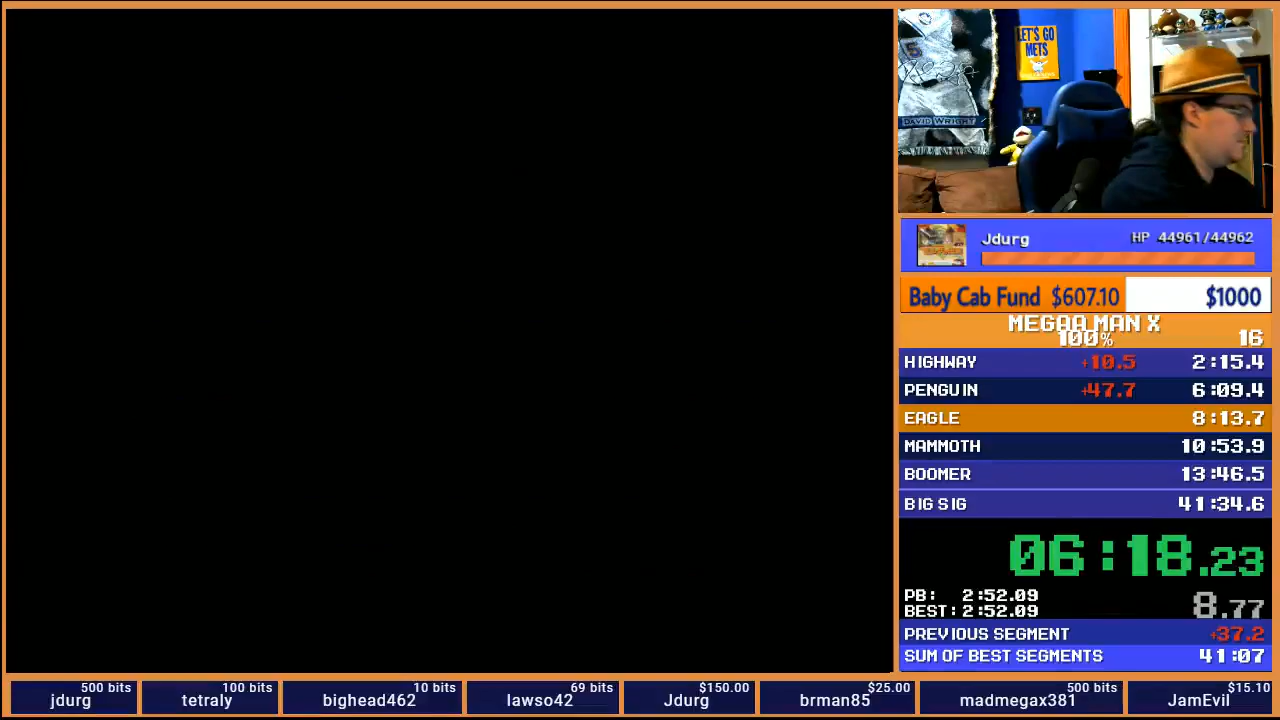 LET'S GO
METS
DAVID WRIGHT
Jdurg
HP 44961/44962
Baby Cab Fund $607.10
$1000
MEGAA MAN X
100%
16
HIGHWAY +10.5 2:15.4
PENGUIN +47.7 6:09.4
EAGLE 8:13.7
MAMMOTH 10:53.9
BOOMER 13:46.5
BIG SIG 41:34.6
06:18.23
PB: 2:52.09
BEST: 2:52.09
8.77
PREVIOUS SEGMENT +37.2
SUM OF BEST SEGMENTS 41:07
500 bits
jdurg
100 bits
tetraly
10 bits
bighead462
69 bits
lawso42
$150.00
Jdurg
$25.00
brman85
500 bits
madmegax381
$15.10
JamEvil